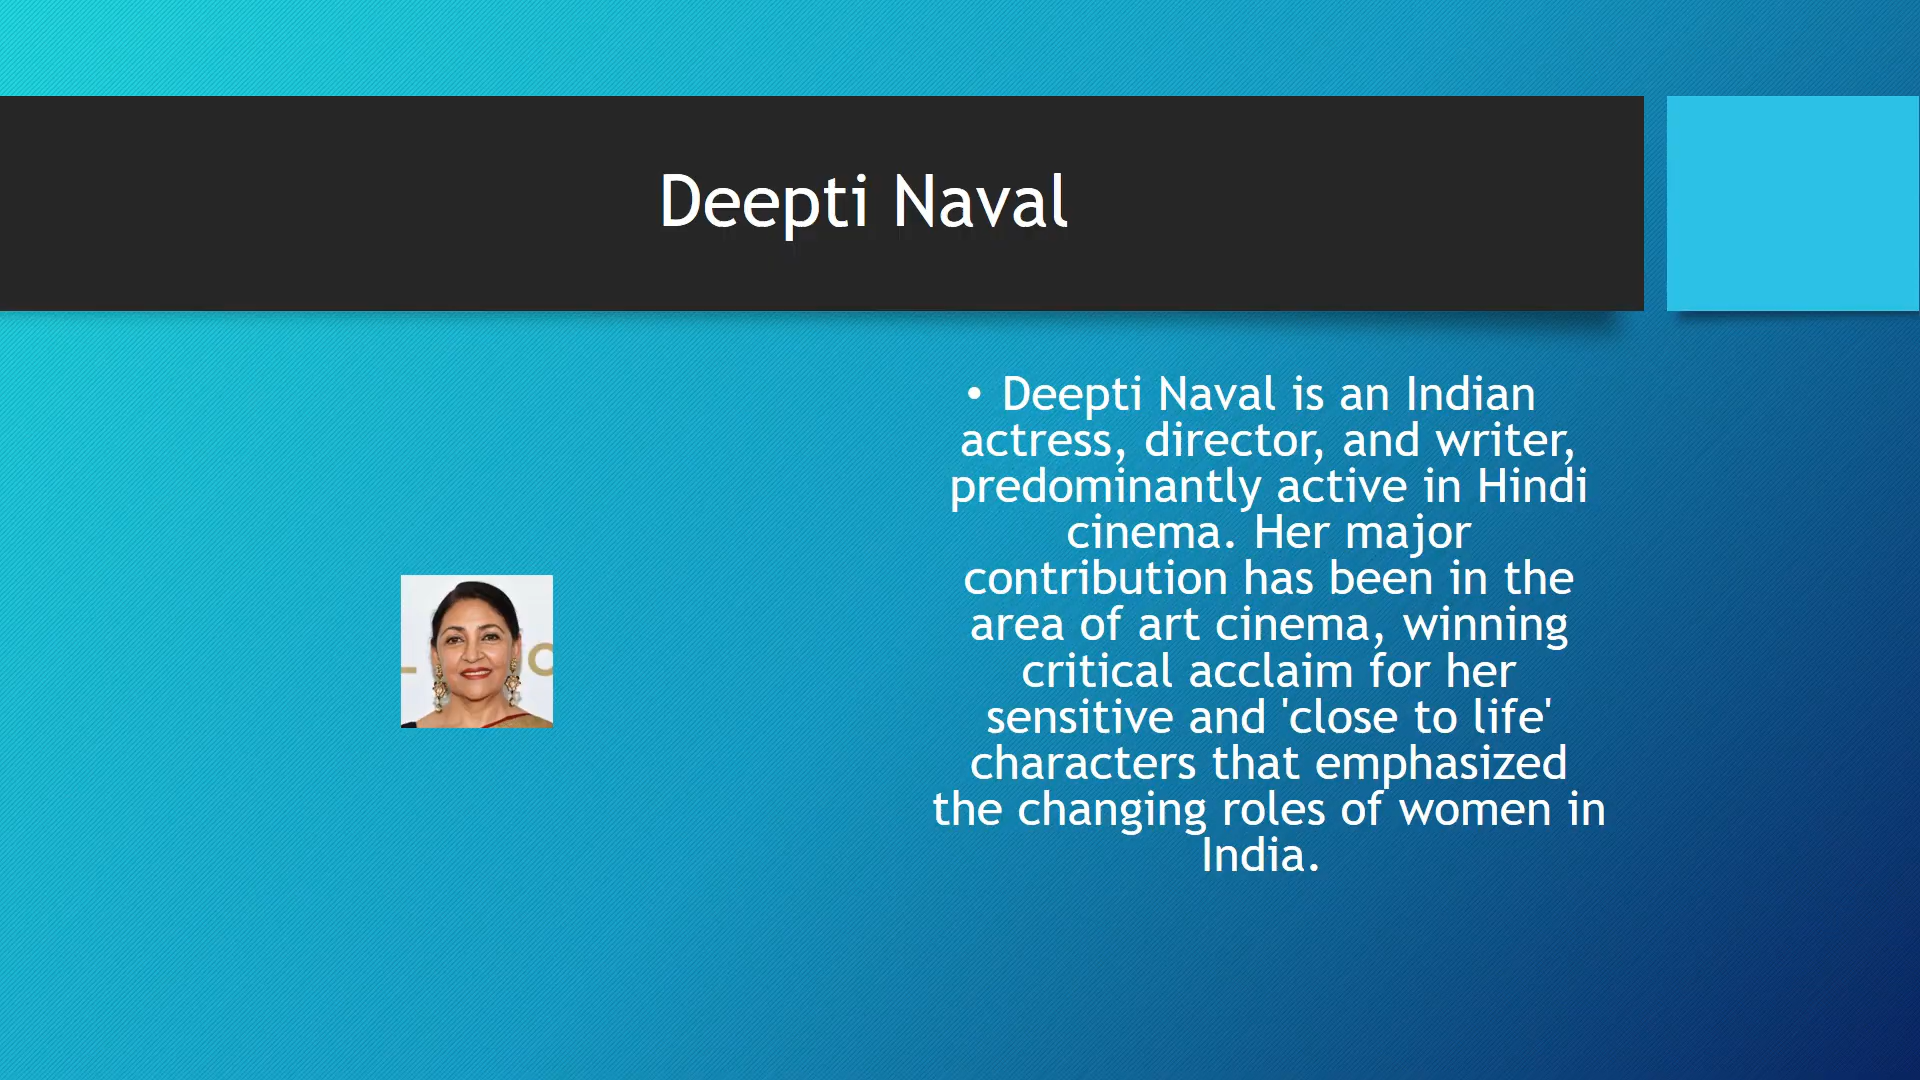 Deepti Naval
• Deepti Naval is an Indian
actress, director, and writer,
predominantly active in Hindi
cinema. Her major
contribution has been in the
area of art cinema, winning
critical acclaim for her
sensitive and 'close to life'
characters that emphasized
the changing roles of women in
India.